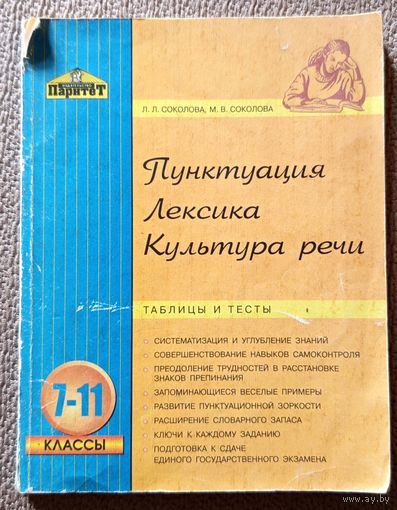 ИЗДАТЕЛЬСТВО
Паритет
Л. Л. СОКОЛОВА, М. В. СОКОЛОВА
Пунктуация
Лексика
Культура речи
ТАБЛИЦЫ И ТЕСТЫ
СИСТЕМАТИЗАЦИЯ И УГЛУБЛЕНИЕ ЗНАНИЙ
СОВЕРШЕНСТВОВАНИЕ НАВЫКОВ САМОКОНТРОЛЯ
ПРЕОДОЛЕНИЕ ТРУДНОСТЕЙ В РАССТАНОВКЕ
ЗНАКОВ ПРЕПИНАНИЯ
ЗАПОМИНАЮЩИЕСЯ ВЕСЕЛЫЕ ПРИМЕРЫ
РАЗВИТИЕ ПУНКТУАЦИОННОЙ ЗОРКОСТИ
РАСШИРЕНИЕ СЛОВАРНОГО ЗАПАСА
КЛЮЧИ К КАЖДОМУ ЗАДАНИЮ
ПОДГОТОВКА К СДАЧЕ
ЕДИНОГО ГОСУДАРСТВЕННОГО ЭКЗАМЕНА
7-11
КЛАССЫ
www.ay.by